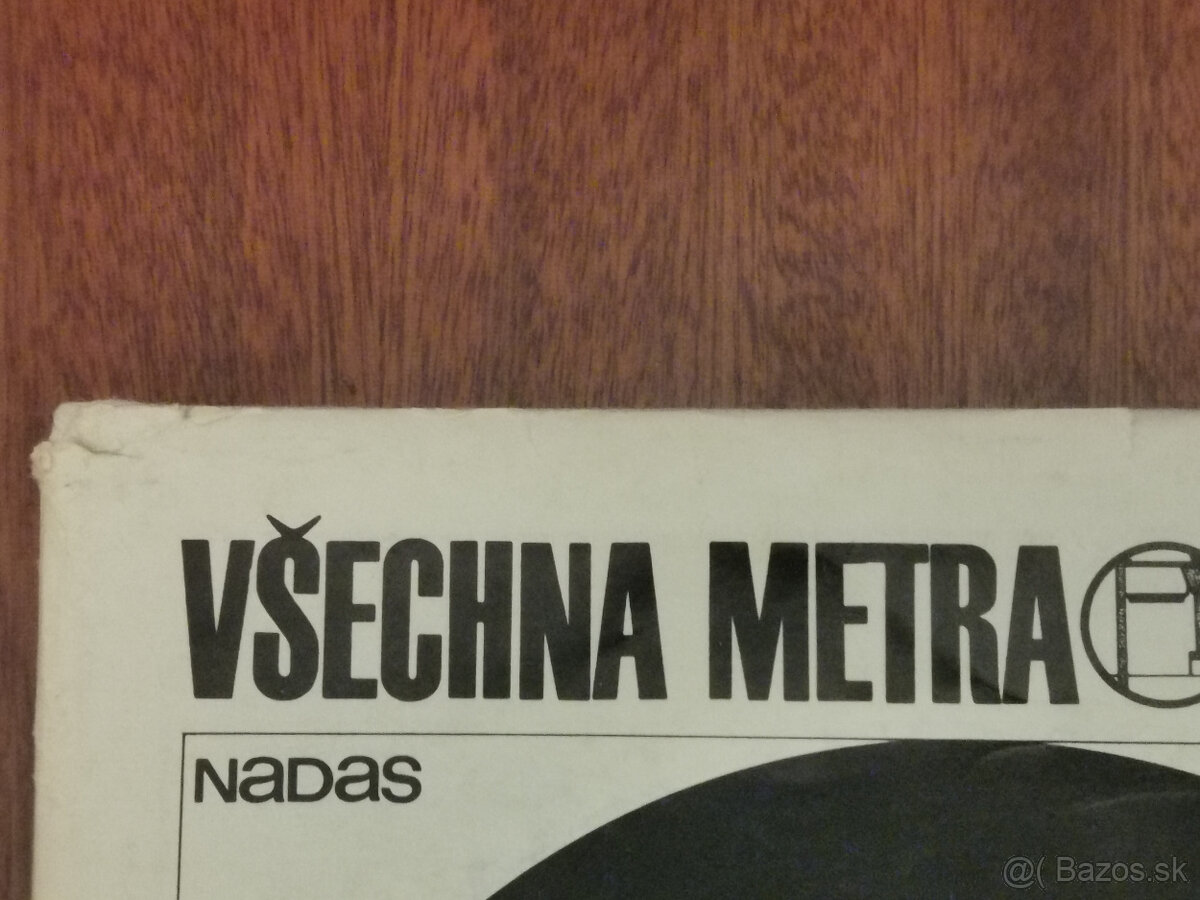 VŠECHNA METRA
NaDas
@( Bazos.sk